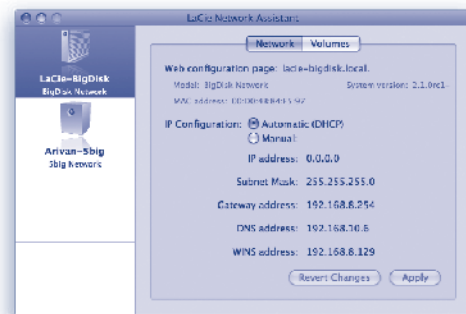 LaCie Network Assistant
Network Volumes
LaCie-BigDisk
BigDisk Network
Arivan-5big
5big Network
Web configuration page: lacie-bigdisk.local.
Model: BigDisk Network System version: 2.1.0rc1-
MAC address:
IP Configuration: Automatic (DHCP)
Manual:
IP address: 0.0.0.0
Subnet Mask: 255.255.255.0
Gateway address: 192.168.8.254
DNS address: 192.168.10.6
WINS address: 192.168.8.129
Revert Changes Apply